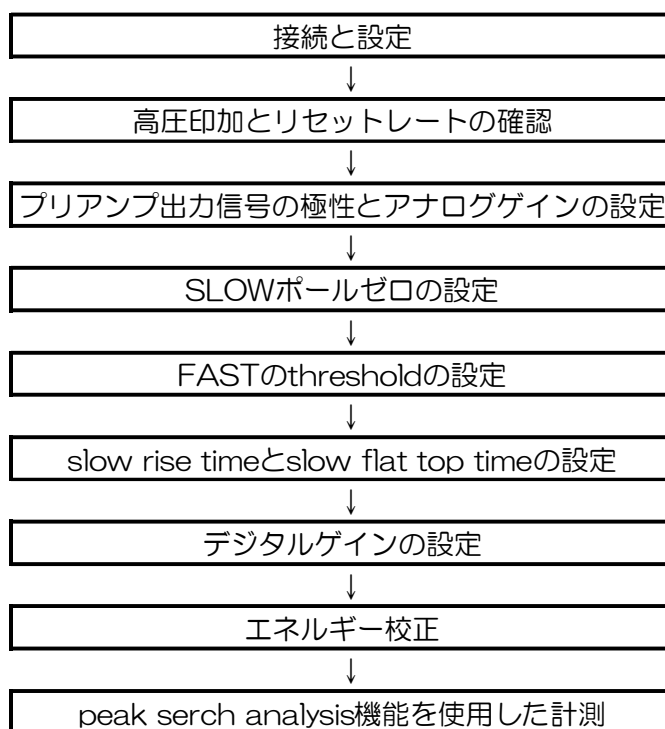 接続と設定
↓
高圧印加とリセットレートの確認
↓
プリアンプ出力信号の極性とアナログゲインの設定
↓
SLOWポールゼロの設定
↓
FASTのthresholdの設定
↓
slow rise timeとslow flat top timeの設定
↓
デジタルゲインの設定
↓
エネルギー校正
↓
peak serch analysis機能を使用した計測